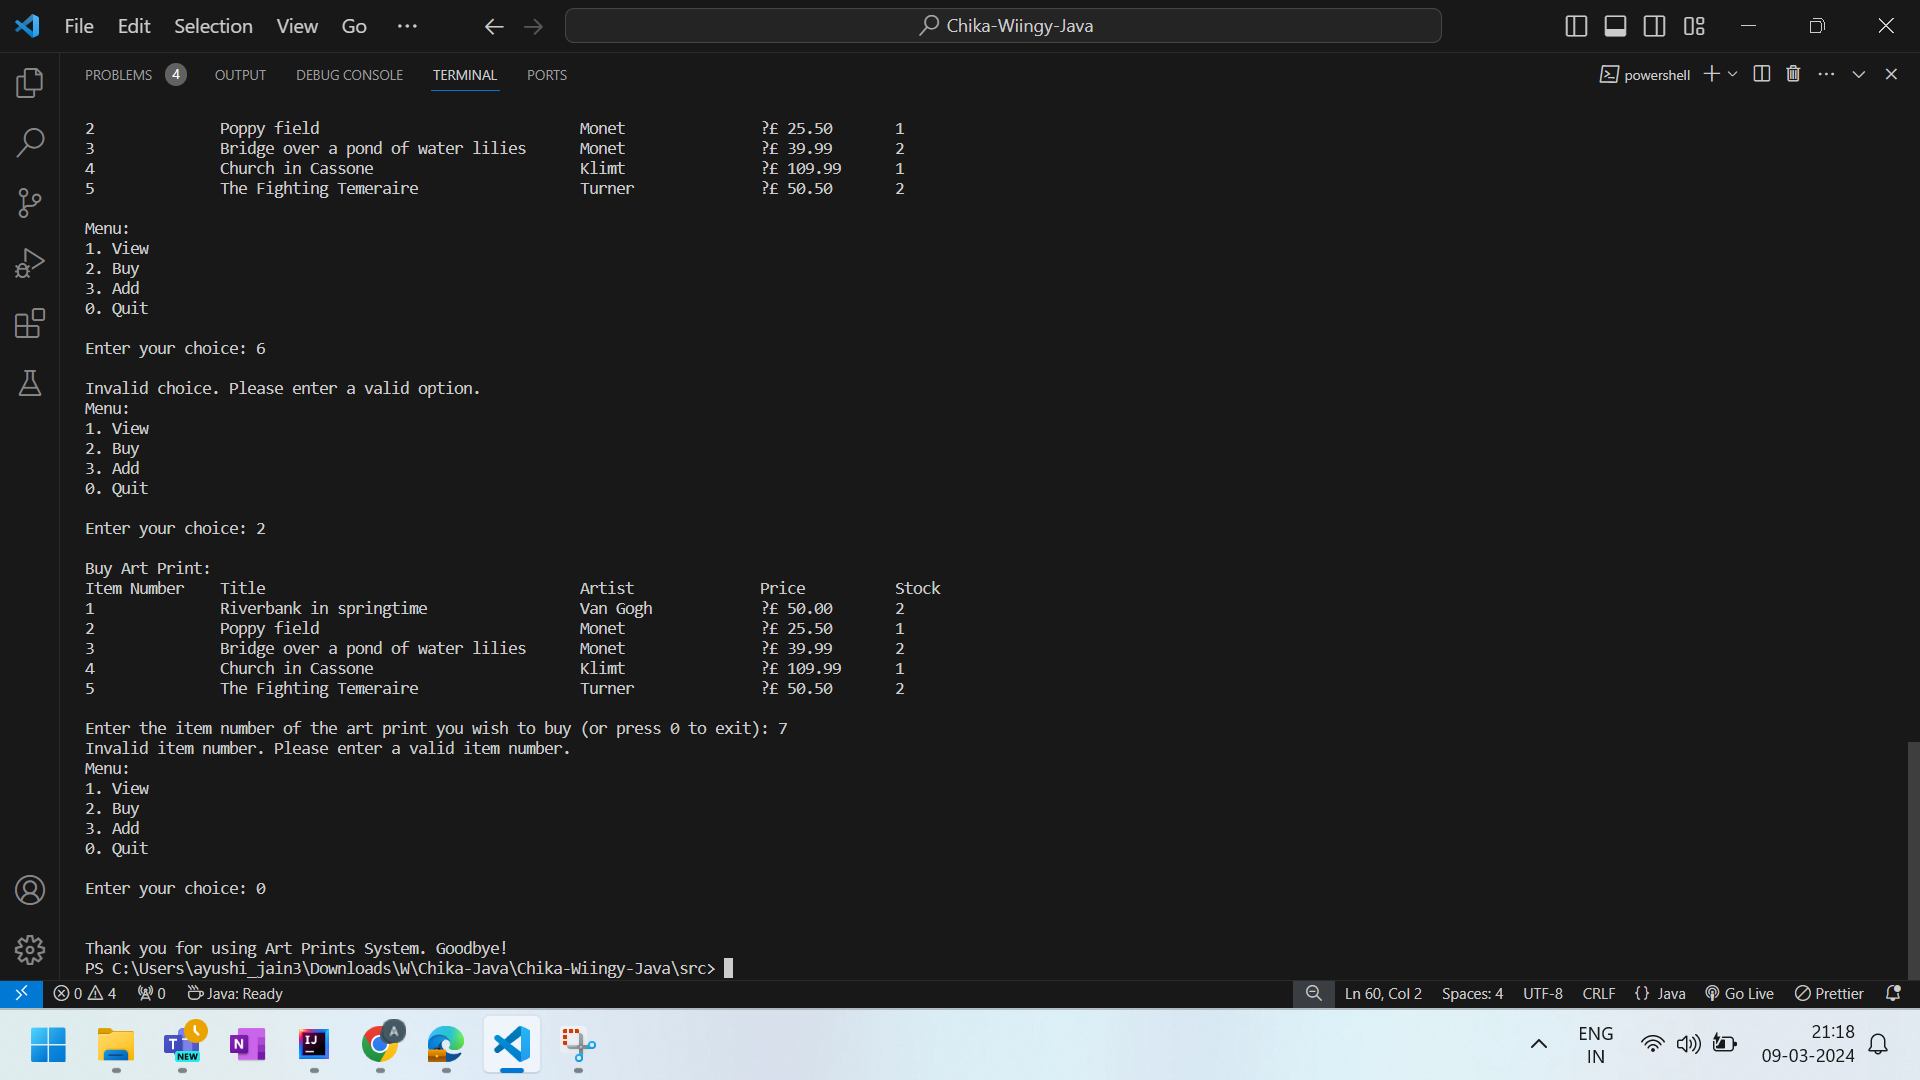 File Edit Selection View Go ··· Chika-Wiingy-Java
PROBLEMS 4 OUTPUT DEBUG CONSOLE TERMINAL PORTS powershell
2 Poppy field Monet ?£ 25.50 1
3 Bridge over a pond of water lilies Monet ?£ 39.99 2
4 Church in Cassone Klimt ?£ 109.99 1
5 The Fighting Temeraire Turner ?£ 50.50 2
Menu:
1. View
2. Buy
3. Add
0. Quit
Enter your choice: 6
Invalid choice. Please enter a valid option.
Menu:
1. View
2. Buy
3. Add
0. Quit
Enter your choice: 2
Buy Art Print:
Item Number Title Artist Price Stock
1 Riverbank in springtime Van Gogh ?£ 50.00 2
2 Poppy field Monet ?£ 25.50 1
3 Bridge over a pond of water lilies Monet ?£ 39.99 2
4 Church in Cassone Klimt ?£ 109.99 1
5 The Fighting Temeraire Turner ?£ 50.50 2
Enter the item number of the art print you wish to buy (or press 0 to exit): 7
Invalid item number. Please enter a valid item number.
Menu:
1. View
2. Buy
3. Add
0. Quit
Enter your choice: 0
Thank you for using Art Prints System. Goodbye!
PS C:\Users\ayushi_jain3\Downloads\W\Chika-Java\Chika-Wiingy-Java\src>
0 4 0 Java: Ready Ln 60, Col 2 Spaces: 4 UTF-8 CRLF {} Java Go Live Prettier
T NEW N IJ A ENG 21:18
IN 09-03-2024